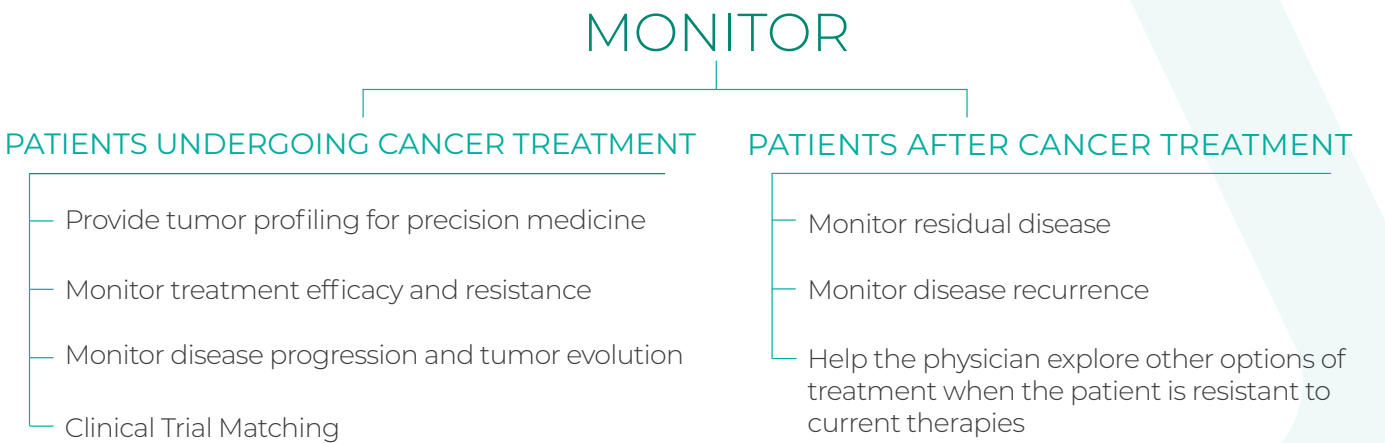 MONITOR
PATIENTS UNDERGOING CANCER TREATMENT
Provide tumor profiling for precision medicine
Monitor treatment efficacy and resistance
Monitor disease progression and tumor evolution
Clinical Trial Matching
PATIENTS AFTER CANCER TREATMENT
Monitor residual disease
Monitor disease recurrence
Help the physician explore other options of
treatment when the patient is resistant to
current therapies